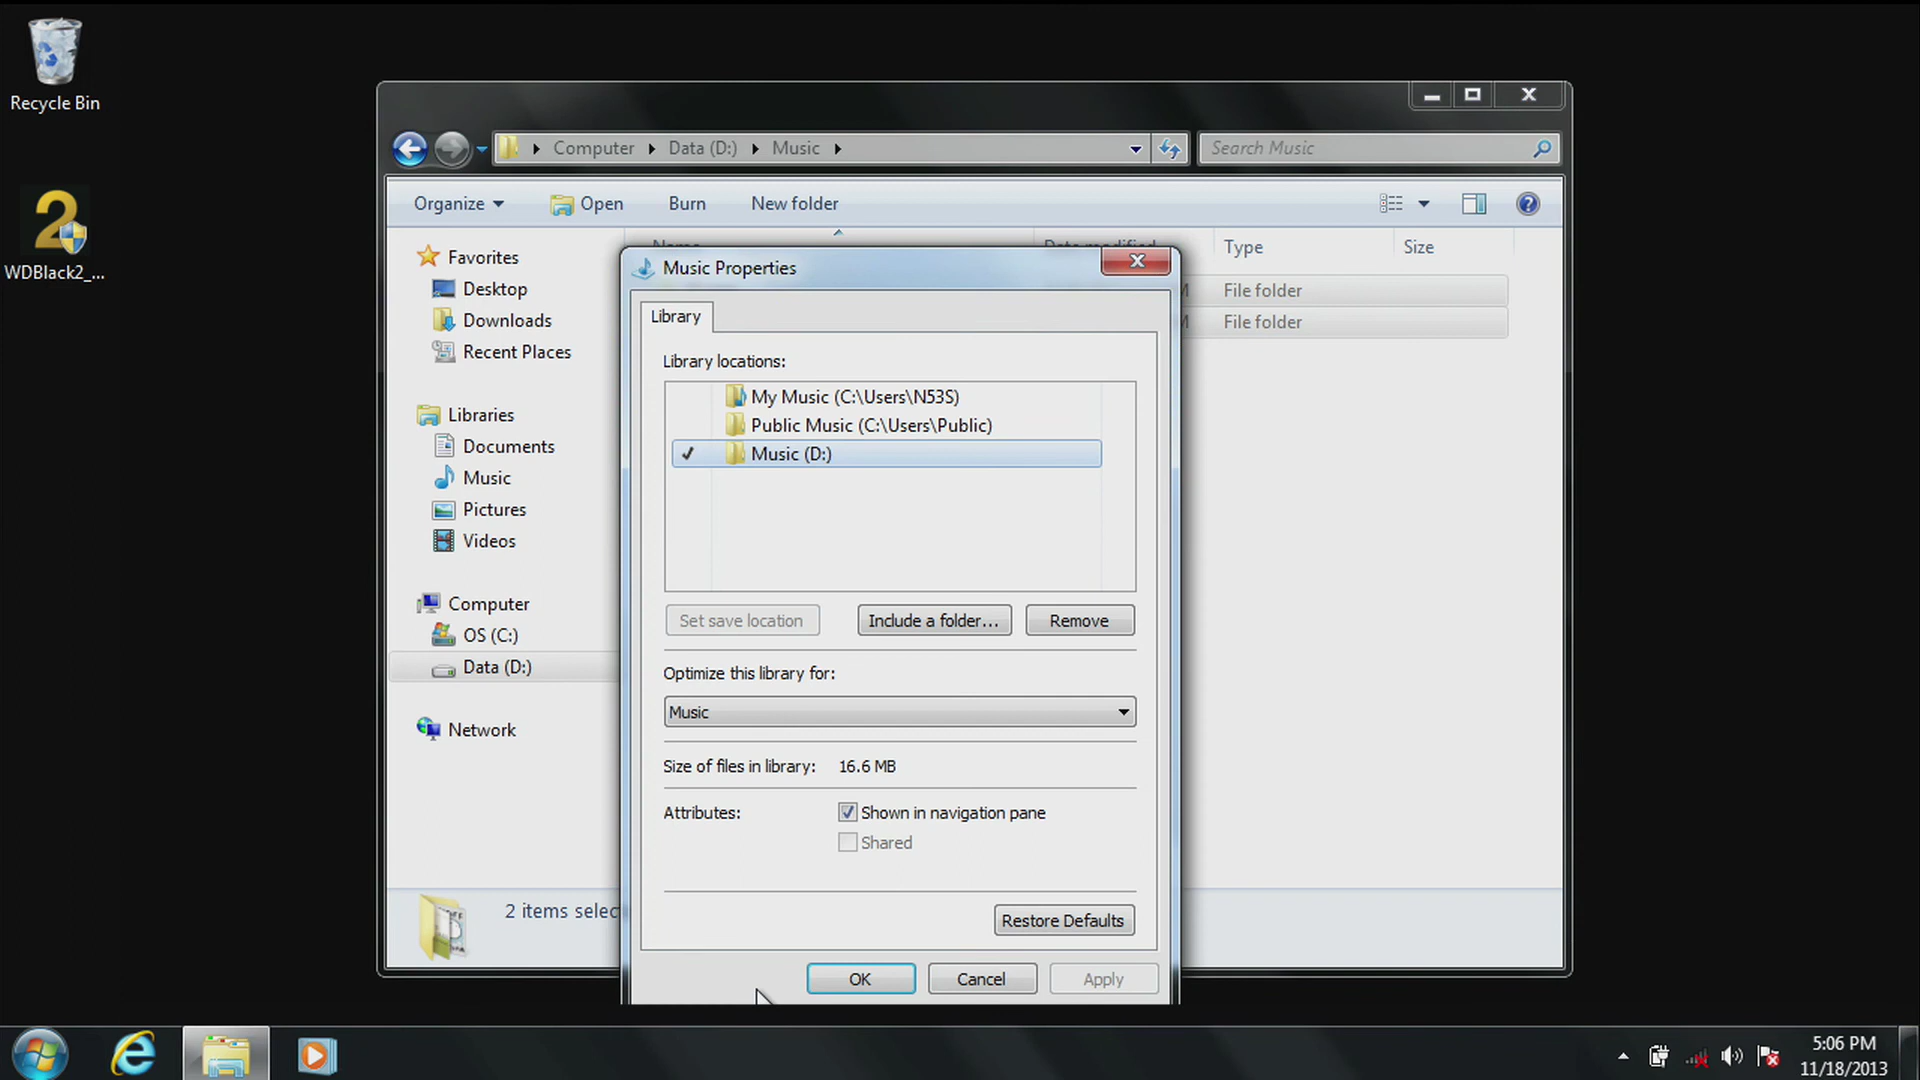 Recycle Bin
WDBlack2_...
Computer
Data (D:)
Music
Search Music
Organize
Open
Burn
New folder
Type
Size
File folder
File folder
Favorites
Desktop
Downloads
Recent Places
Libraries
Documents
Music
Pictures
Videos
Computer
OS (C:)
Data (D:)
Network
2 items selec
Music Properties
Library
Library locations:
My Music (C:\Users\N53S)
Public Music (C:\Users\Public)
Music (D:)
Set save location
Include a folder...
Remove
Optimize this library for:
Music
Size of files in library: 16.6 MB
Attributes:
Shown in navigation pane
Shared
Restore Defaults
OK
Cancel
Apply
5:06 PM
11/18/2013